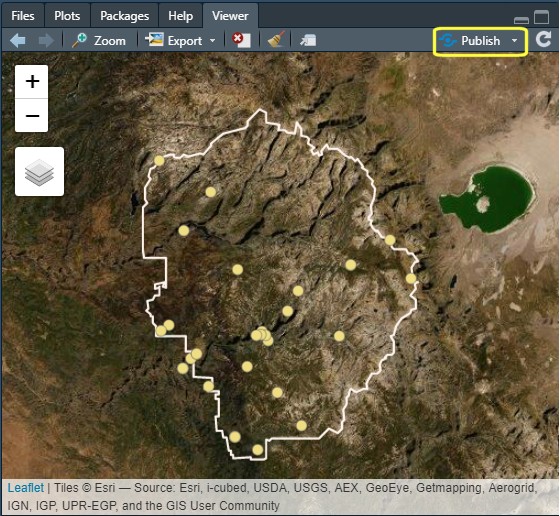 Files Plots Packages Help Viewer
Zoom Export Publish
+
−
Leaflet | Tiles © Esri — Source: Esri, i-cubed, USDA, USGS, AEX, GeoEye, Getmapping, Aerogrid,
IGN, IGP, UPR-EGP, and the GIS User Community